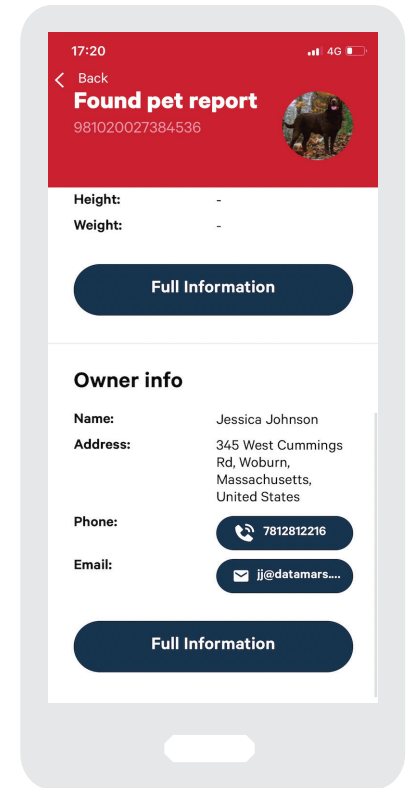 17:20 4G
Back
Found pet report
981020027384536
Height: -
Weight: -
Full Information
Owner info
Name: Jessica Johnson
Address: 345 West Cummings
Rd, Woburn,
Massachusetts,
United States
Phone: 7812812216
Email: jj@datamars....
Full Information